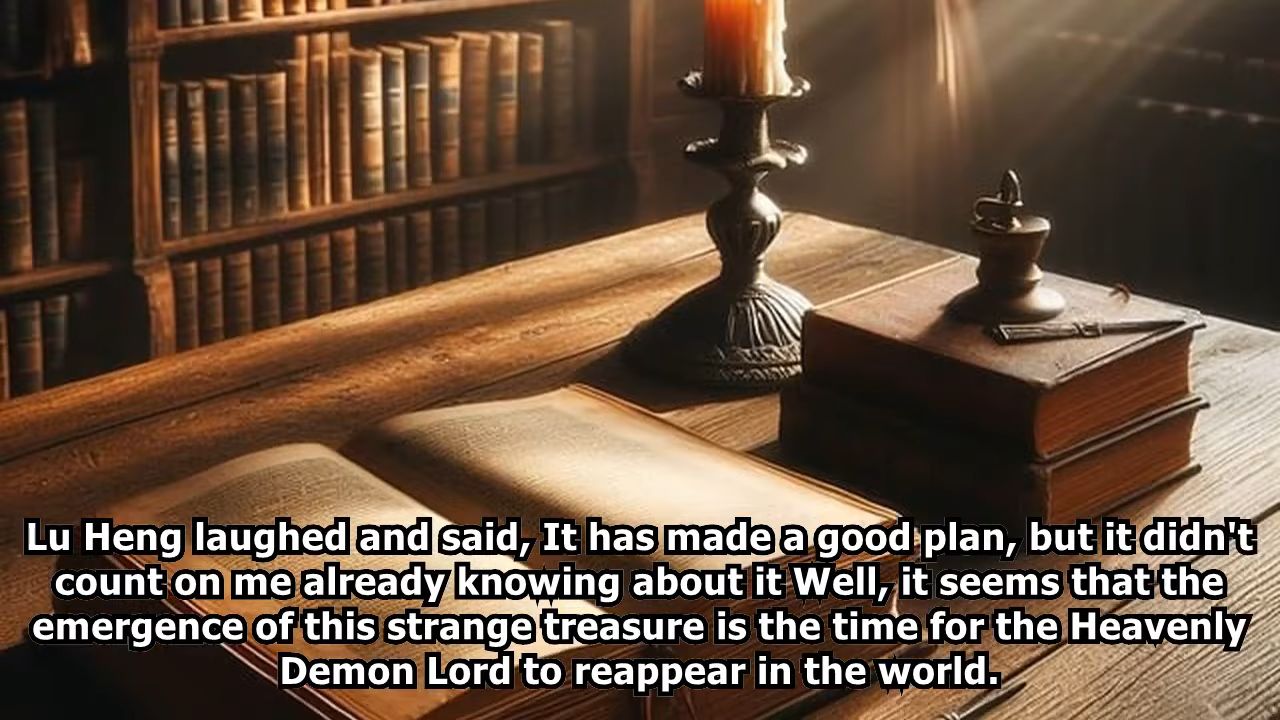 Lu Heng laughed and said, It has made a good plan, but it didn't
count on me already knowing about it Well, it seems that the
emergence of this strange treasure is the time for the Heavenly
Demon Lord to reappear in the world.